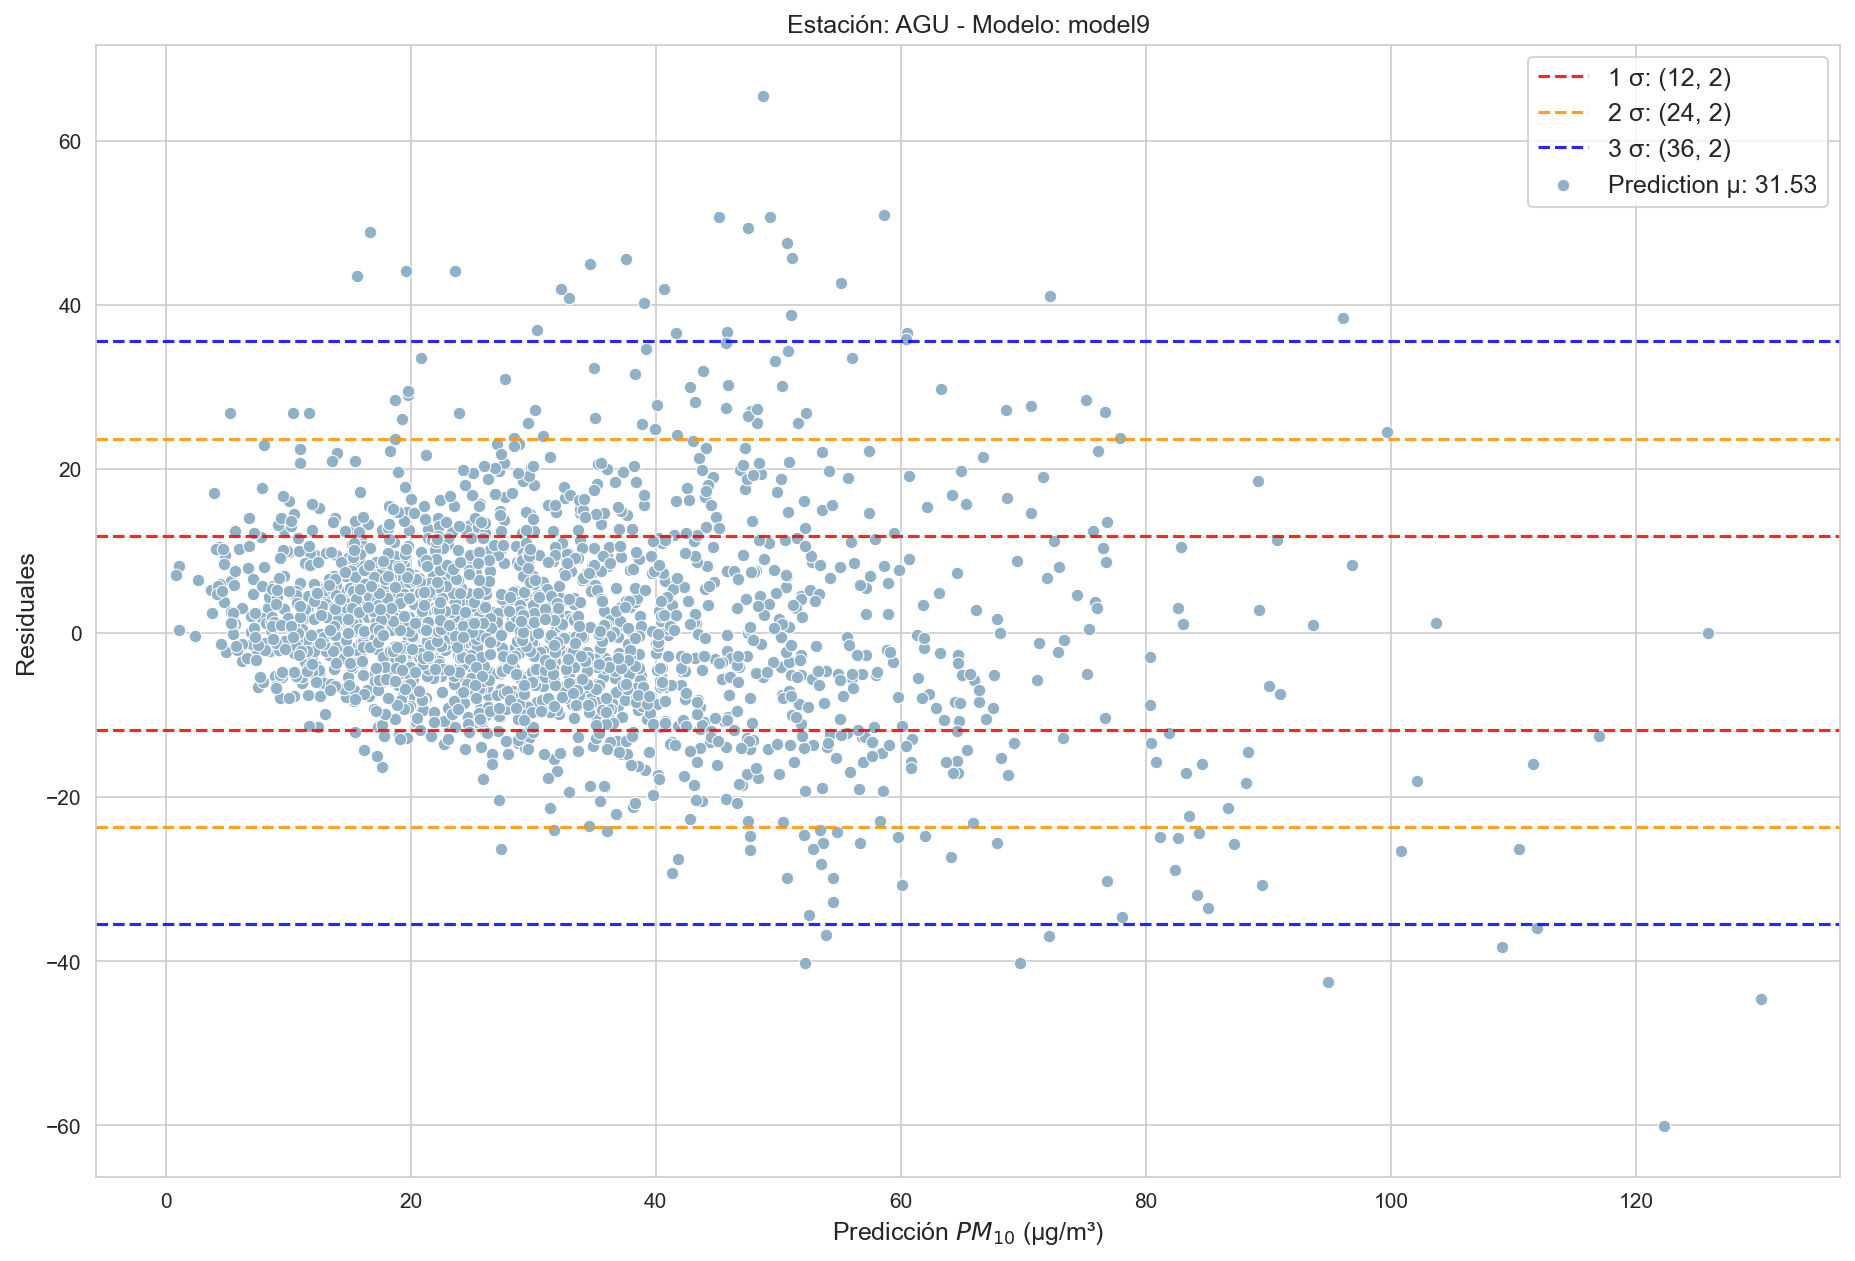 Estación: AGU - Modelo: model9
1 σ: (12, 2)
2 σ: (24, 2)
3 σ: (36, 2)
Prediction μ: 31.53
60
40
20
0
−20
−40
−60
Residuales
0 20 40 60 80 100 120
Predicción PM₁₀ (μg/m³)